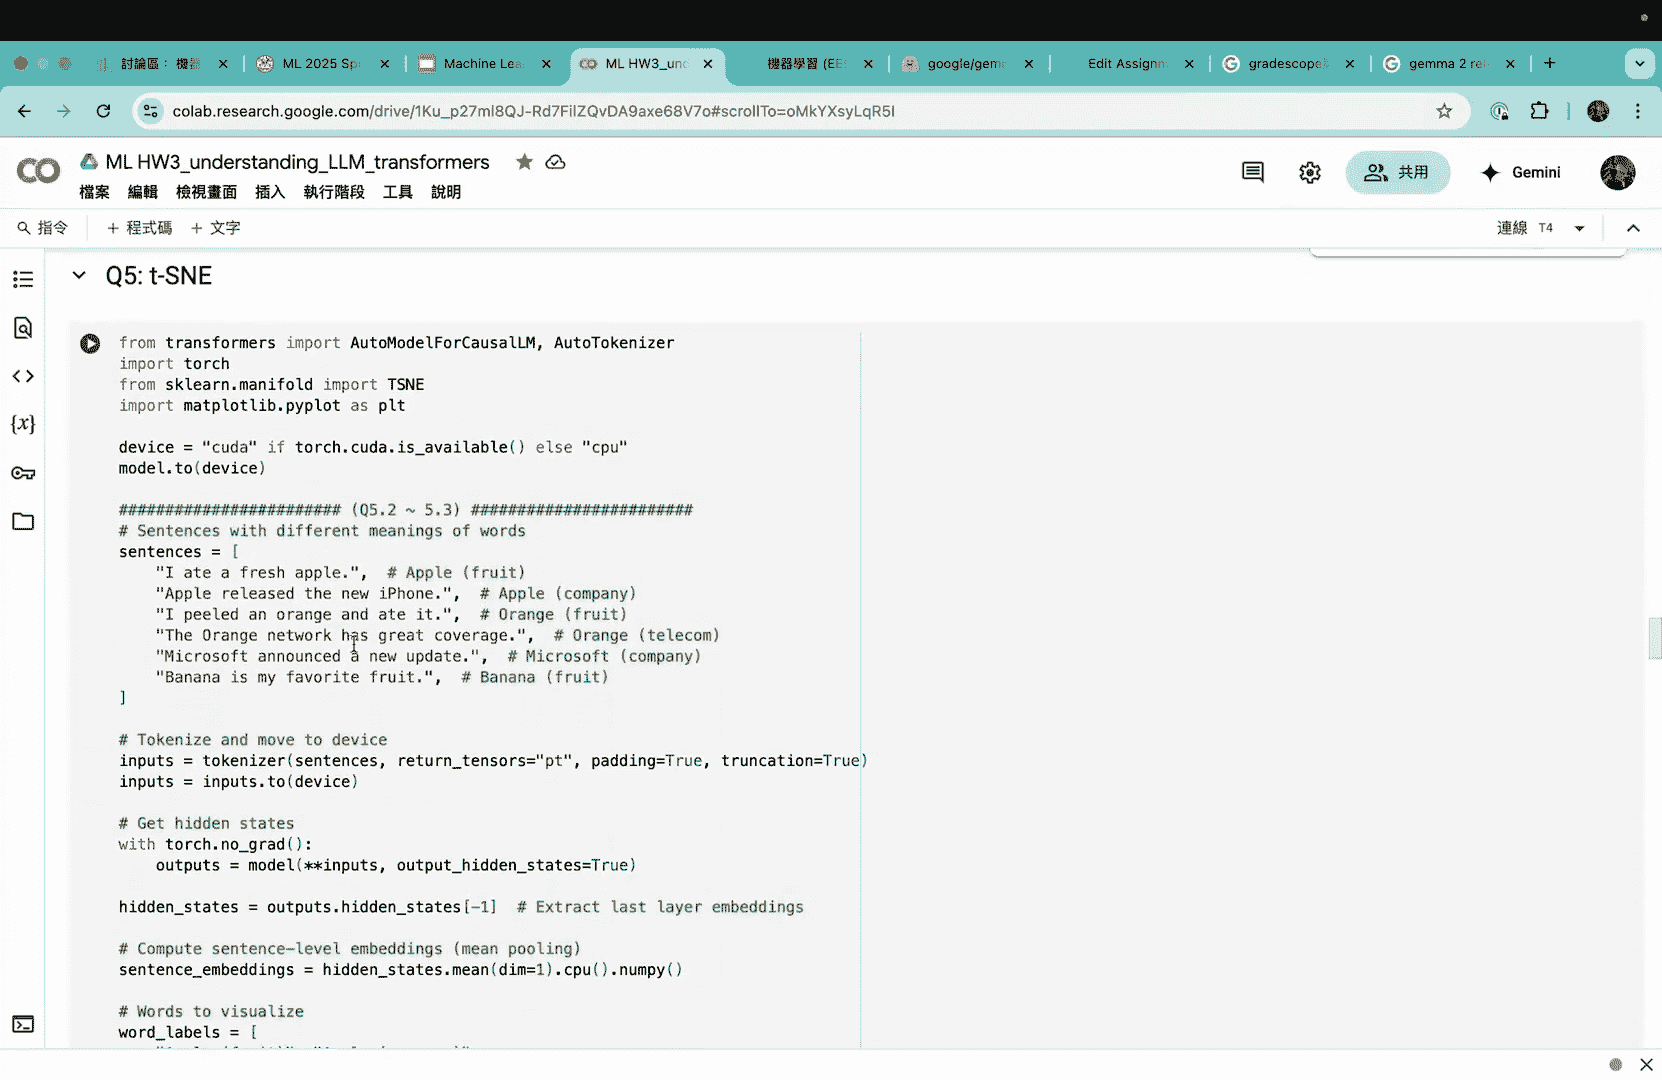 討論區： 機器
ML 2025 Sp
Machine Lea
ML HW3_und
機器學習 (EE
google/gem
Edit Assignm
gradescope
gemma 2 re
colab.research.google.com/drive/1Ku_p27ml8QJ-Rd7FilZQvDA9axe68V7o#scrollTo=oMkYXsyLqR5l
CO
ML HW3_understanding_LLM_transformers
檔案 編輯 檢視畫面 插入 執行階段 工具 說明
共用
Gemini
指令 + 程式碼 + 文字
連線 T4
Q5: t-SNE
from transformers import AutoModelForCausalLM, AutoTokenizer
import torch
from sklearn.manifold import TSNE
import matplotlib.pyplot as plt
device = "cuda" if torch.cuda.is_available() else "cpu"
model.to(device)
######################## (Q5.2 ~ 5.3) ########################
# Sentences with different meanings of words
sentences = [
"I ate a fresh apple.", # Apple (fruit)
"Apple released the new iPhone.", # Apple (company)
"I peeled an orange and ate it.", # Orange (fruit)
"The Orange network has great coverage.", # Orange (telecom)
"Microsoft announced a new update.", # Microsoft (company)
"Banana is my favorite fruit.", # Banana (fruit)
]
# Tokenize and move to device
inputs = tokenizer(sentences, return_tensors="pt", padding=True, truncation=True)
inputs = inputs.to(device)
# Get hidden states
with torch.no_grad():
outputs = model(**inputs, output_hidden_states=True)
hidden_states = outputs.hidden_states[-1] # Extract last layer embeddings
# Compute sentence-level embeddings (mean pooling)
sentence_embeddings = hidden_states.mean(dim=1).cpu().numpy()
# Words to visualize
word_labels = [